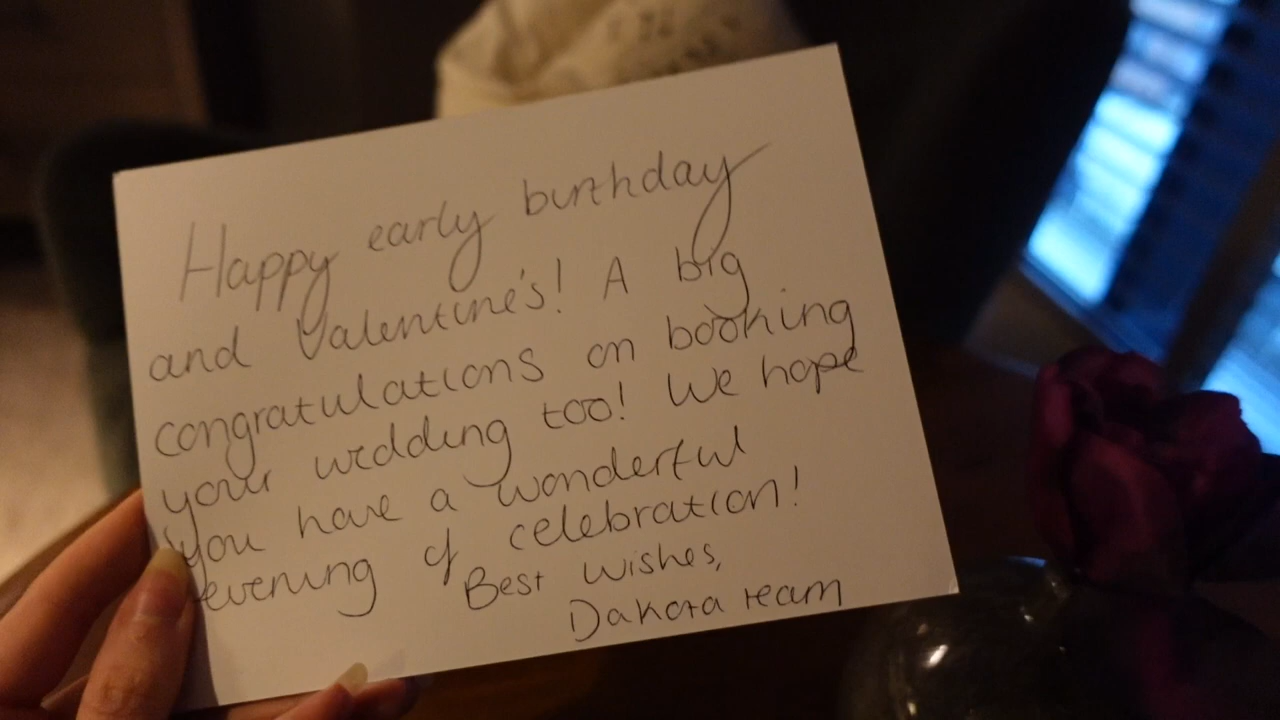 Happy early birthday
and Valentine's! A big
congratulations on booking
your wedding too! We hope
you have a wonderful
evening of celebration!
Best wishes,
Dakota team